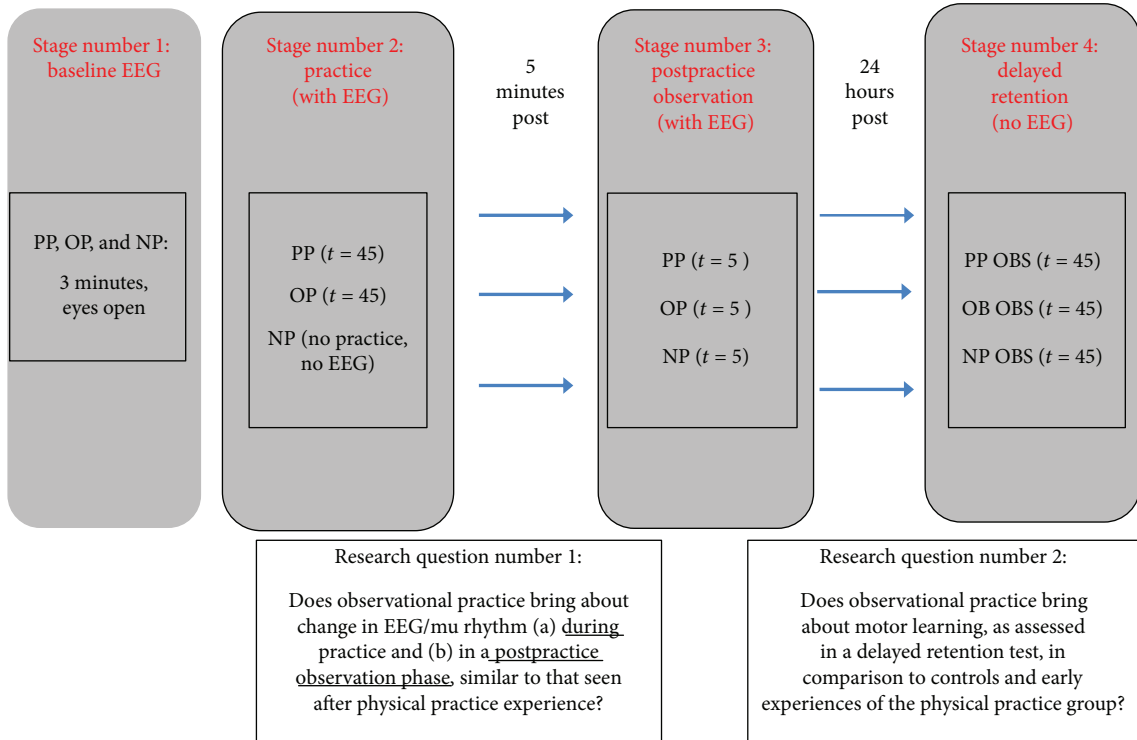 Stage number 1:
baseline EEG
PP, OP, and NP:
3 minutes,
eyes open
Stage number 2:
practice
(with EEG)
PP (t = 45)
OP (t = 45)
NP (no practice,
no EEG)
5
minutes
post
Stage number 3:
postpractice
observation
(with EEG)
PP (t = 5 )
OP (t = 5 )
NP (t = 5)
24
hours
post
Stage number 4:
delayed
retention
(no EEG)
PP OBS (t = 45)
OB OBS (t = 45)
NP OBS (t = 45)
Research question number 1:
Does observational practice bring about
change in EEG/mu rhythm (a) during
practice and (b) in a postpractice
observation phase, similar to that seen
after physical practice experience?
Research question number 2:
Does observational practice bring
about motor learning, as assessed
in a delayed retention test, in
comparison to controls and early
experiences of the physical practice group?